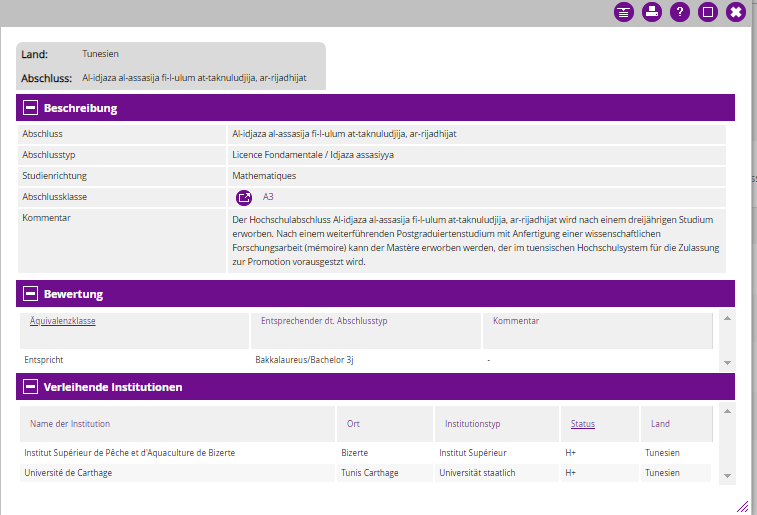 Land: Tunesien
Abschluss: Al-idjaza al-assasija fi-l-ulum at-taknuludjija, ar-rijadhijat
Beschreibung
Abschluss Al-idjaza al-assasija fi-l-ulum at-taknuludjija, ar-rijadhijat
Abschlusstyp Licence Fondamentale / Idjaza assasiyya
Studienrichtung Mathematiques
Abschlussklasse A3
Kommentar Der Hochschulabschluss Al-idjaza al-assasija fi-l-ulum at-taknuludjija, ar-rijadhijat wird nach einem dreijährigen Studium
erworben. Nach einem weiterführenden Postgraduiertenstudium mit Anfertigung einer wissenschaftlichen
Forschungsarbeit (mémoire) kann der Mastère erworben werden, der im tuensischen Hochschulsystem für die Zulassung
zur Promotion vorausgestzt wird.
Bewertung
Äquivalenzklasse Entsprechender dt. Abschlusstyp Kommentar
Entspricht Bakkalaureus/Bachelor 3j -
Verleihende Institutionen
Name der Institution Ort Institutionstyp Status Land
Institut Supérieur de Pêche et d'Aquaculture de Bizerte Bizerte Institut Supérieur H+ Tunesien
Université de Carthage Tunis Carthage Universität staatlich H+ Tunesien